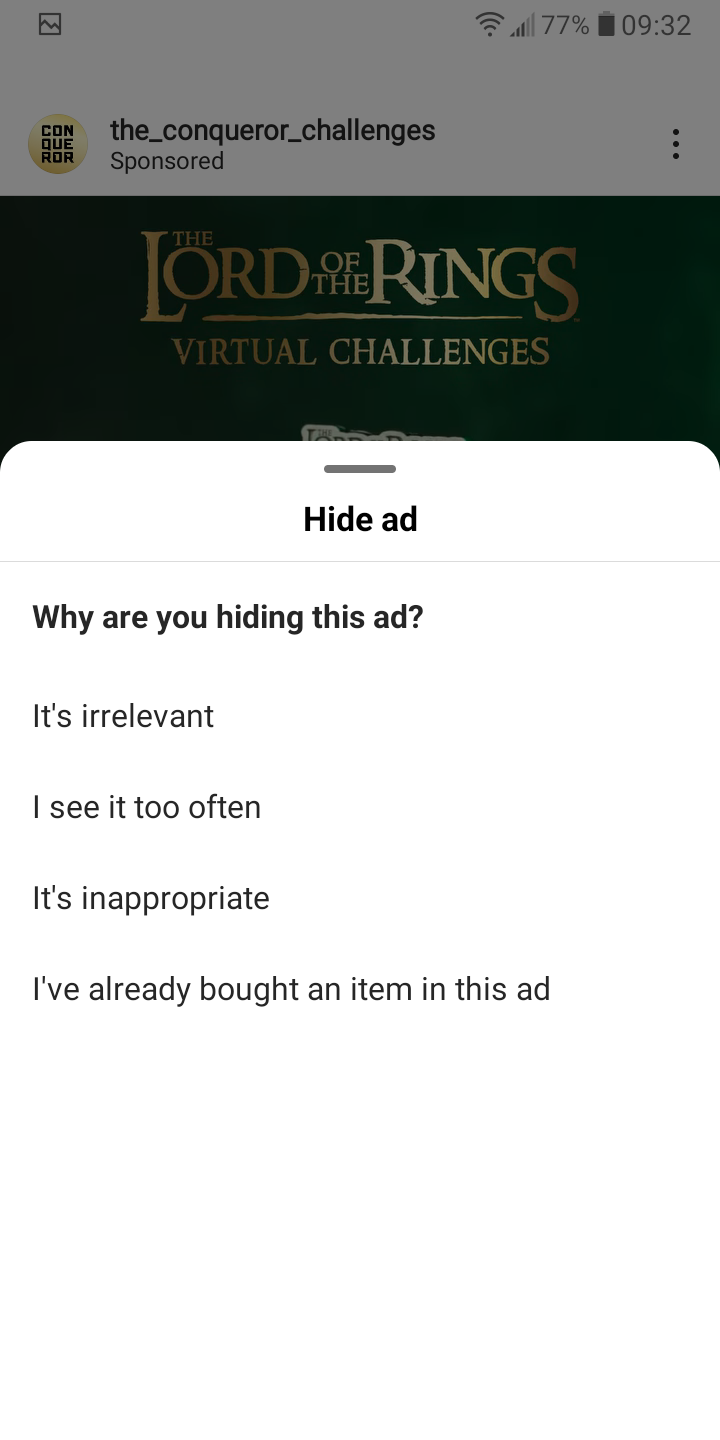 77% 09:32
CON
QUE
ROR
the_conqueror_challenges
Sponsored
THE
LORD OF THE RINGS
VIRTUAL CHALLENGES
Hide ad
Why are you hiding this ad?
It's irrelevant
I see it too often
It's inappropriate
I've already bought an item in this ad